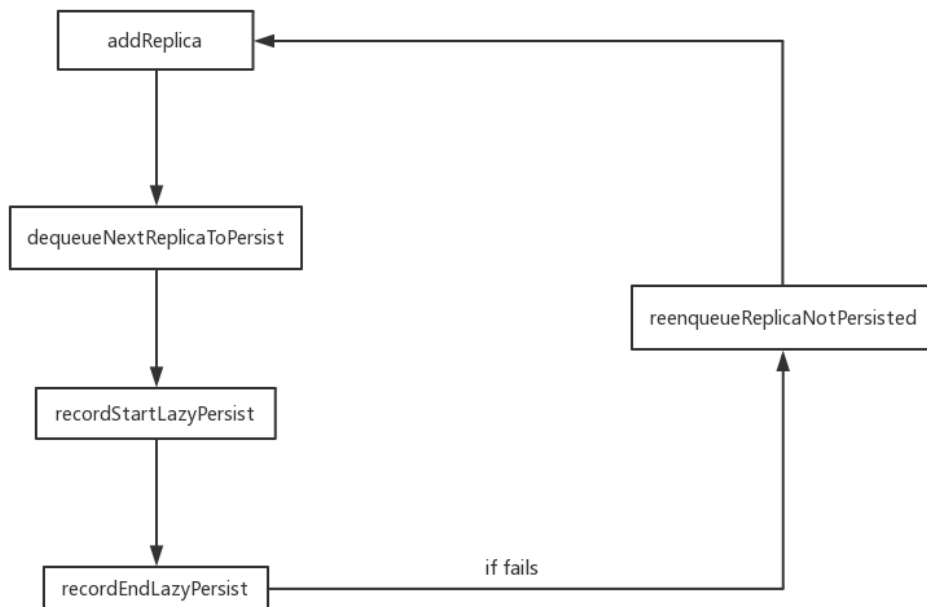 addReplica
dequeueNextReplicaToPersist
reenqueueReplicaNotPersisted
recordStartLazyPersist
if fails
recordEndLazyPersist